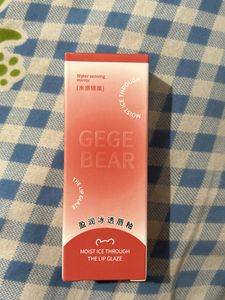 Water sensing
mirror
[水感镜面]
GEGE
BEAR
MOIST ICE THROUGH
THE LIP GLAZE
盈润冰透唇釉
MOIST ICE THROUGH
THE LIP GLAZE